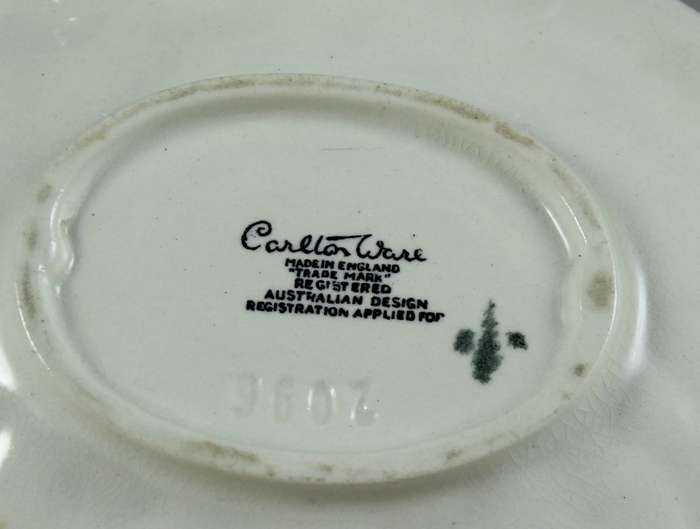 Carlton Ware
MADE IN ENGLAND
"TRADE MARK"
REGISTERED
AUSTRALIAN DESIGN
REGISTRATION APPLIED FOR